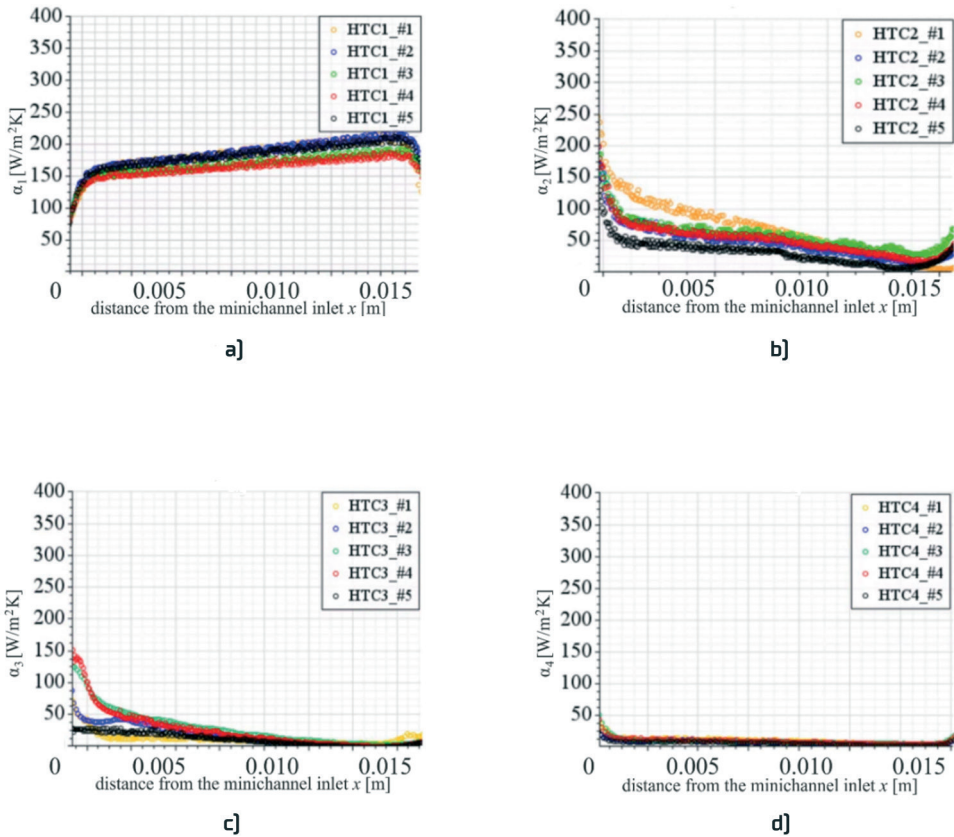 400
350
300
250
200
150
100
50
α₁ [W/m²K]
HTC1_#1
HTC1_#2
HTC1_#3
HTC1_#4
HTC1_#5
0 0.005 0.010 0.015
distance from the minichannel inlet x [m]
a)
400
350
300
250
200
150
100
50
0
α₂ [W/m²K]
HTC2_#1
HTC2_#2
HTC2_#3
HTC2_#4
HTC2_#5
0 0.005 0.010 0.015
distance from the minichannel inlet x [m]
b)
400
350
300
250
200
150
100
50
α₃ [W/m²K]
HTC3_#1
HTC3_#2
HTC3_#3
HTC3_#4
HTC3_#5
0 0.005 0.010 0.015
distance from the minichannel inlet x [m]
c)
400
350
300
250
200
150
100
50
α₄ [W/m²K]
HTC4_#1
HTC4_#2
HTC4_#3
HTC4_#4
HTC4_#5
0 0.005 0.010 0.015
distance from the minichannel inlet x [m]
d)